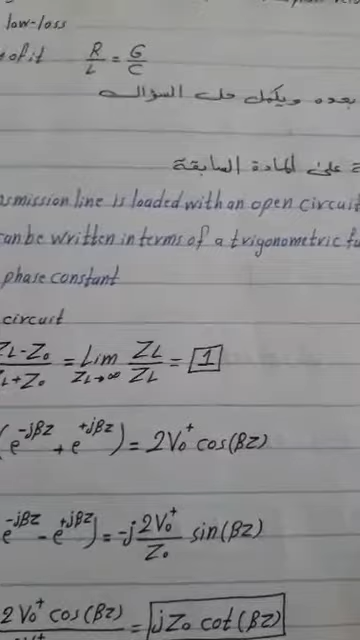 low-loss
of it R/L = G/C
بعده ويكمل حل السؤال
على المادة السابقة
smission line is loaded with an open circuit
can be written in terms of a trigonometric fu
phase constant
circuit
ZL-Z0/ZL+Z0 = Lim ZL→∞ ZL/ZL = 1
(e^-jβz + e^+jβz) = 2V0^+ cos(βz)
e^-jβz - e^+jβz) = -j 2V0^+/Z0 sin(βz)
2V0^+ cos(βz) = jZ0 cot(βz)